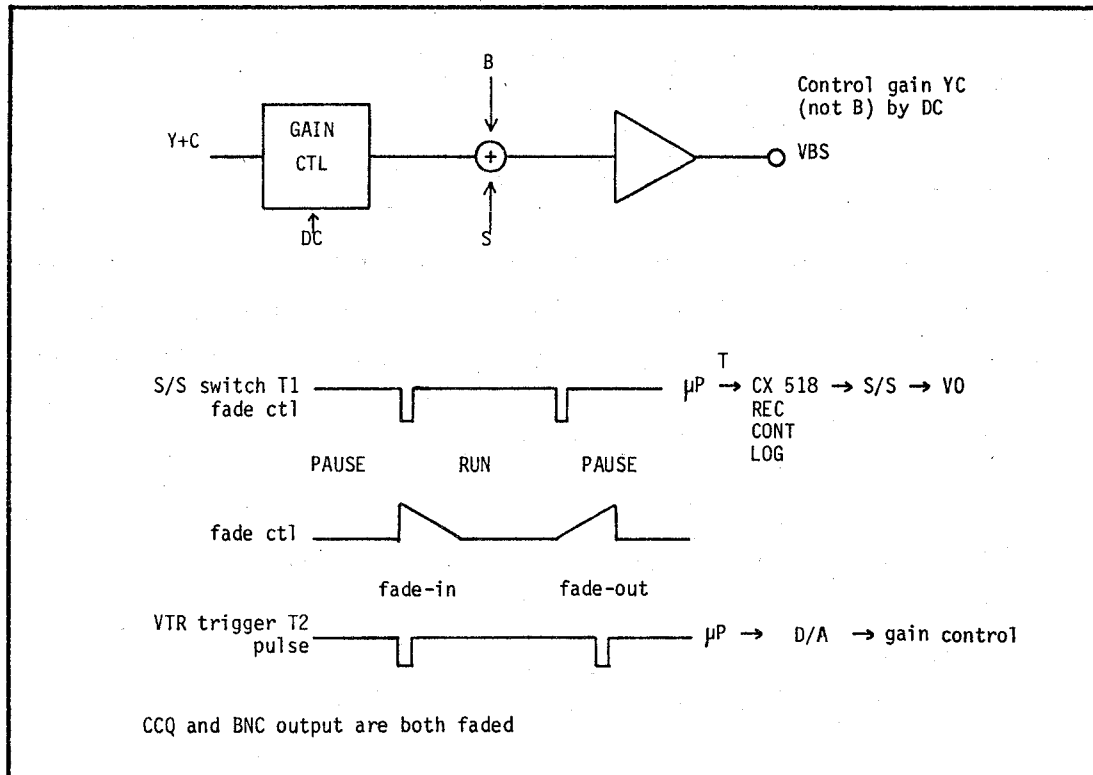 B
Control gain YC
(not B) by DC
Y+C
GAIN
CTL
+
VBS
DC
S
S/S switch T1
fade ctl
T
µP → CX 518 → S/S → VO
REC
CONT
LOG
PAUSE RUN PAUSE
fade ctl
fade-in fade-out
VTR trigger T2
pulse
µP → D/A → gain control
CCQ and BNC output are both faded